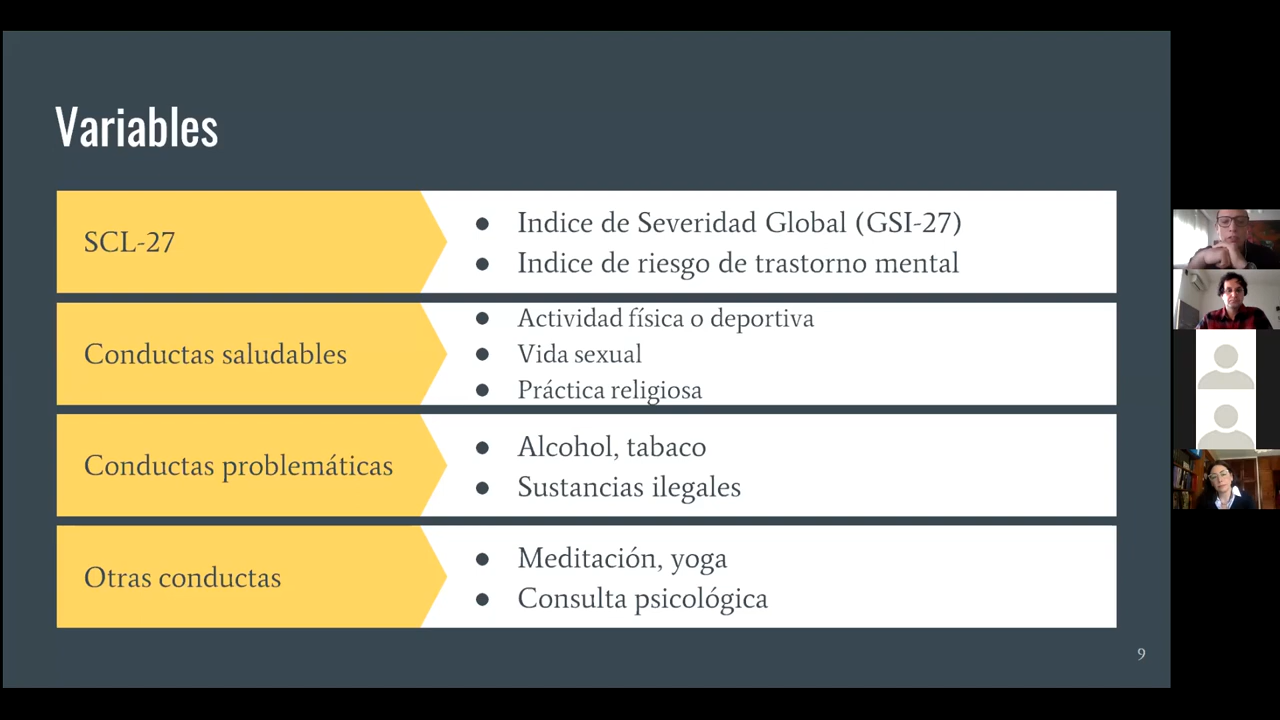 Variables
SCL-27
Indice de Severidad Global (GSI-27)
Indice de riesgo de trastorno mental
Conductas saludables
Actividad física o deportiva
Vida sexual
Práctica religiosa
Conductas problemáticas
Alcohol, tabaco
Sustancias ilegales
Otras conductas
Meditación, yoga
Consulta psicológica
9